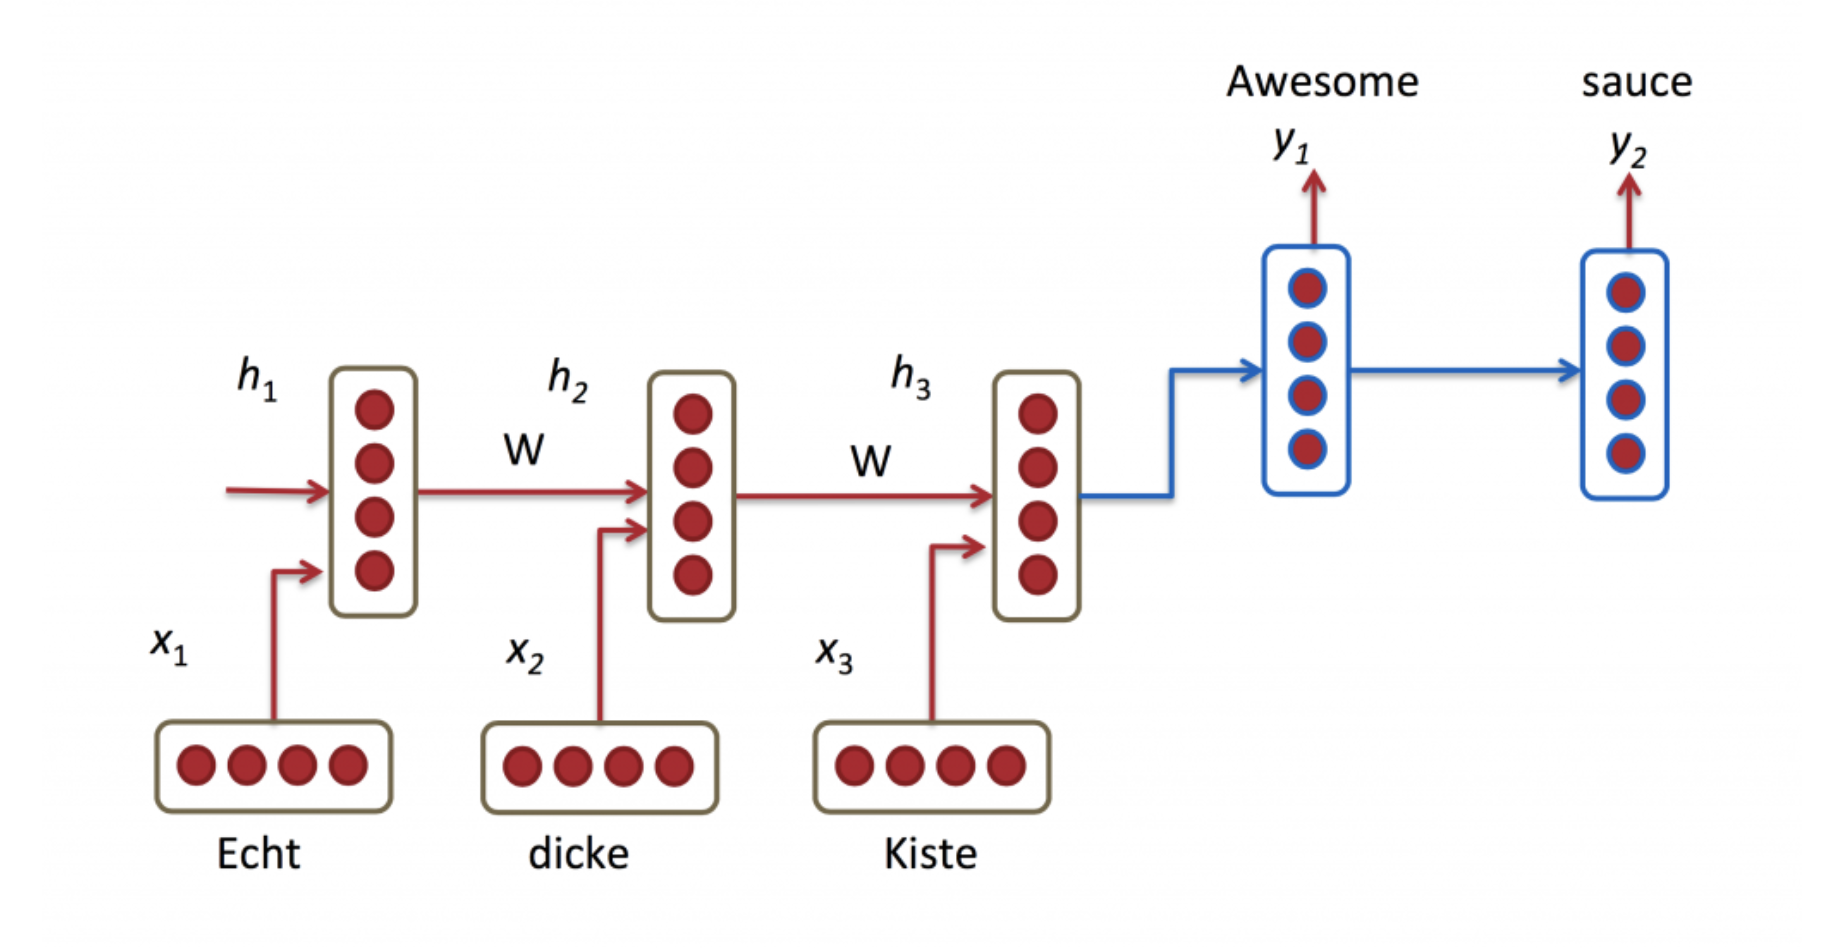 Awesome sauce
y1 y2
h1 h2 h3
W W
x1 x2 x3
Echt dicke Kiste